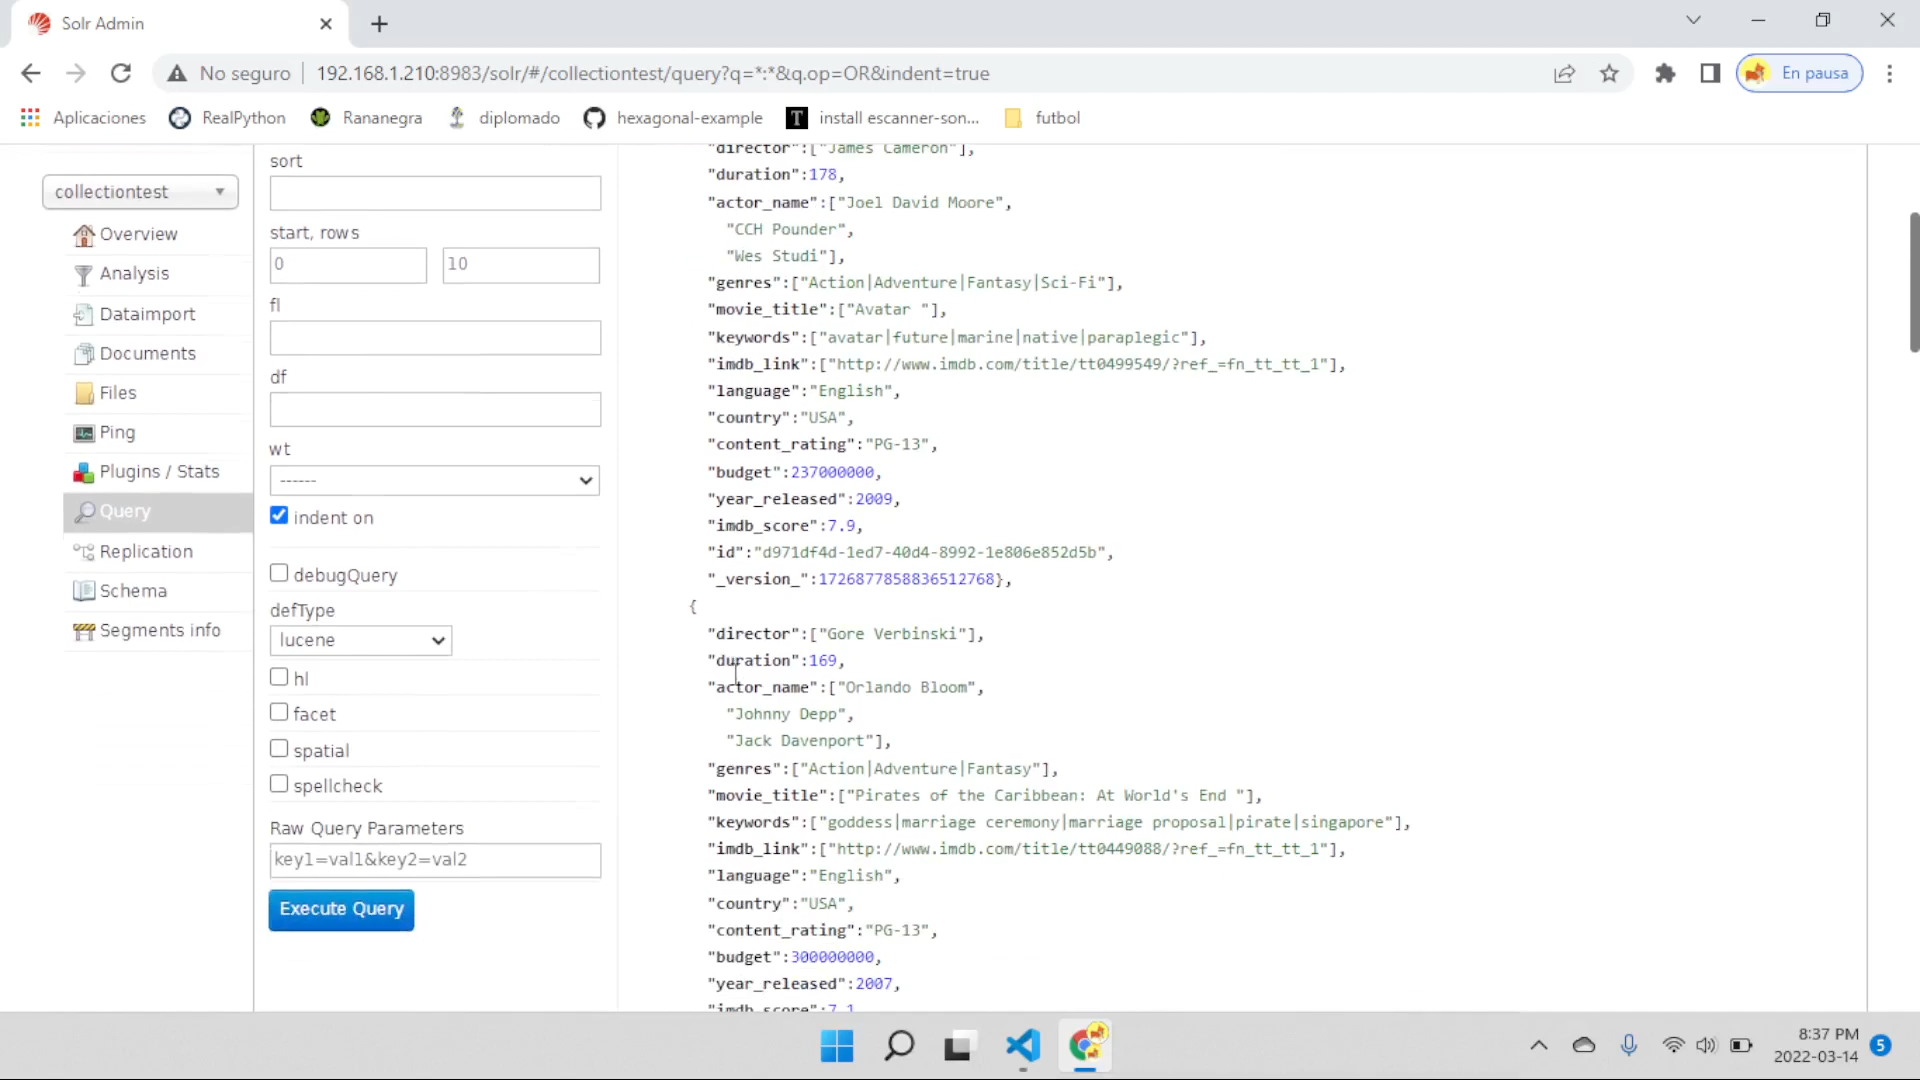 Solr Admin
No seguro
192.168.1.210:8983/solr/#/collectiontest/query?q=*:*&q.op=OR&indent=true
En pausa
Aplicaciones
RealPython
Rananegra
diplomado
hexagonal-example
T
install escanner-son...
futbol
collectiontest
Overview
Analysis
Dataimport
Documents
Files
Ping
Plugins / Stats
Query
Replication
Schema
Segments info
sort
start, rows
0
10
fl
df
wt
------
indent on
debugQuery
defType
lucene
hl
facet
spatial
spellcheck
Raw Query Parameters
key1=val1&key2=val2
Execute Query
"director":["James Cameron"],
"duration":178,
"actor_name":["Joel David Moore",
"CCH Pounder",
"Wes Studi"],
"genres":["Action|Adventure|Fantasy|Sci-Fi"],
"movie_title":["Avatar "],
"keywords":["avatar|future|marine|native|paraplegic"],
"imdb_link":["http://www.imdb.com/title/tt0499549/?ref_=fn_tt_tt_1"],
"language":"English",
"country":"USA",
"content_rating":"PG-13",
"budget":237000000,
"year_released":2009,
"imdb_score":7.9,
"id":"d971df4d-1ed7-40d4-8992-1e806e852d5b",
"_version_":1726877858836512768},
{
"director":["Gore Verbinski"],
"duration":169,
"actor_name":["Orlando Bloom",
"Johnny Depp",
"Jack Davenport"],
"genres":["Action|Adventure|Fantasy"],
"movie_title":["Pirates of the Caribbean: At World's End "],
"keywords":["goddess|marriage ceremony|marriage proposal|pirate|singapore"],
"imdb_link":["http://www.imdb.com/title/tt0449088/?ref_=fn_tt_tt_1"],
"language":"English",
"country":"USA",
"content_rating":"PG-13",
"budget":300000000,
"year_released":2007,
"imdb_score":7.1
8:37 PM
2022-03-14
5